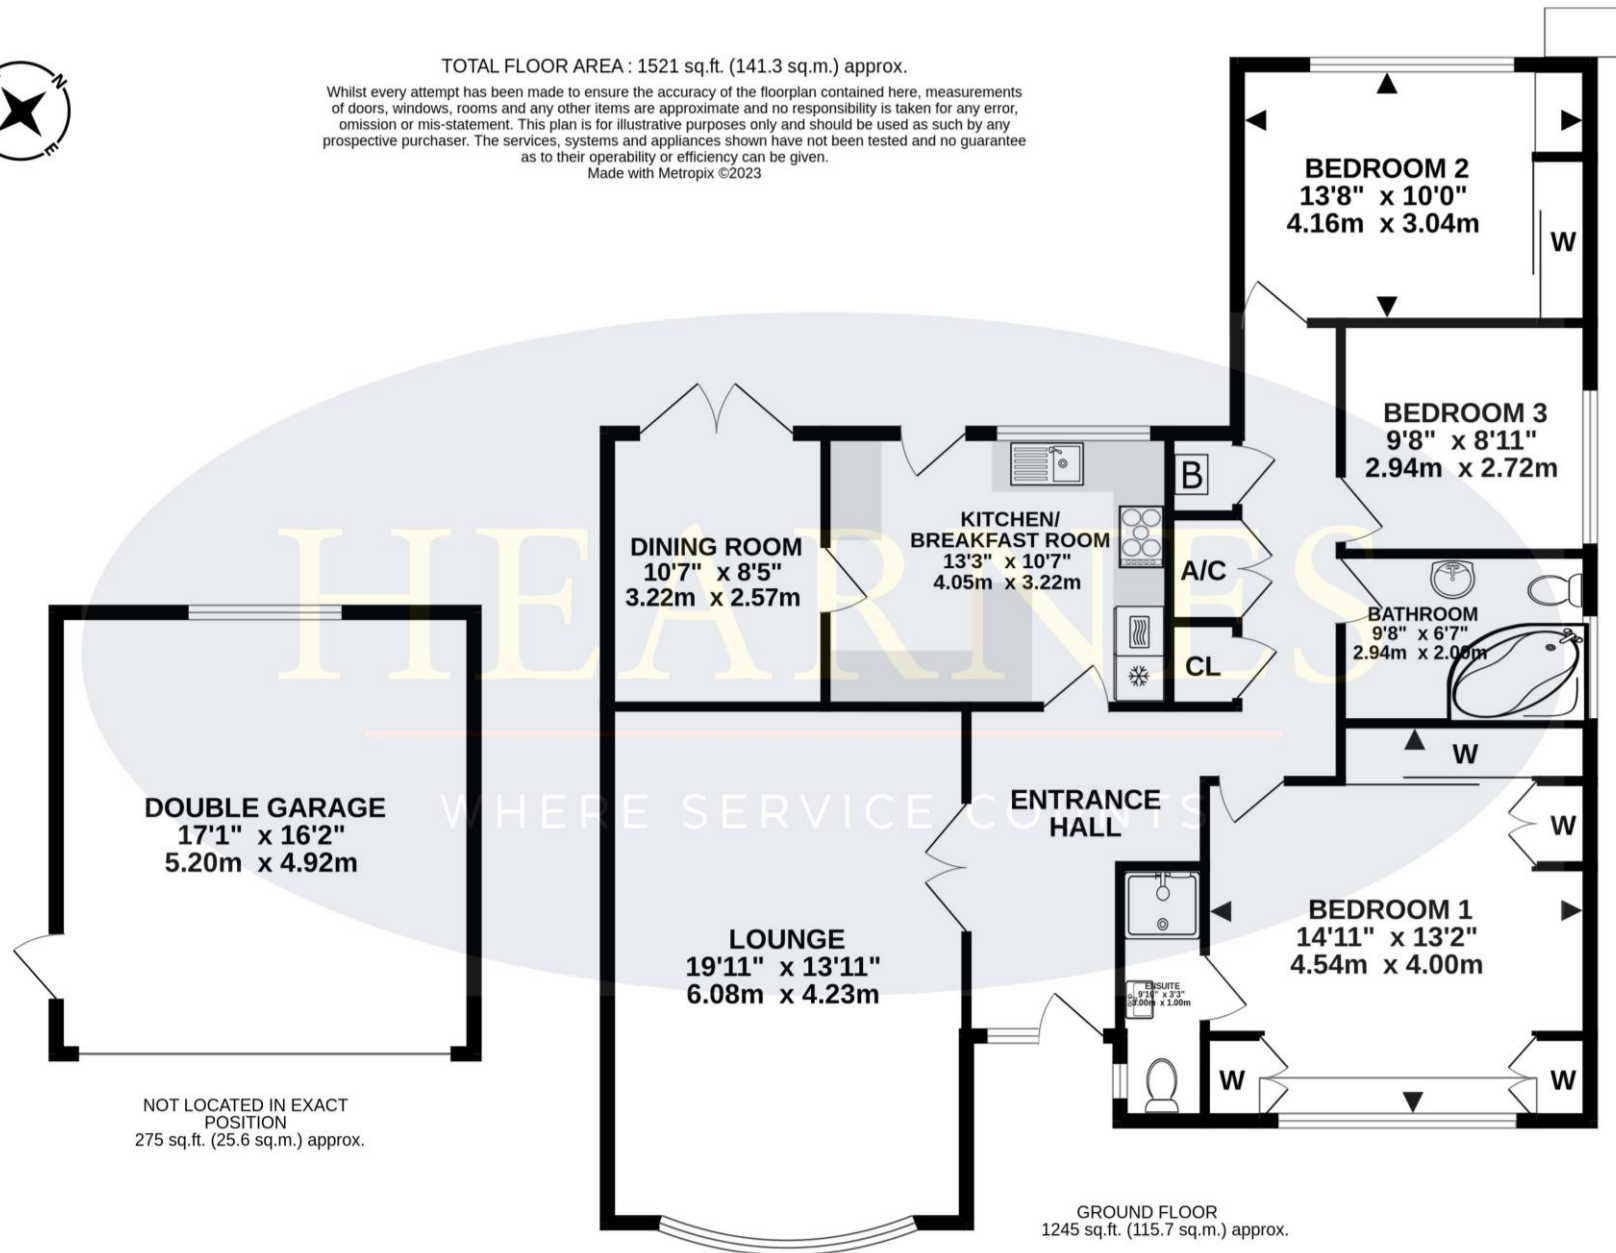 N
E
TOTAL FLOOR AREA : 1521 sq.ft. (141.3 sq.m.) approx.
Whilst every attempt has been made to ensure the accuracy of the floorplan contained here, measurements
of doors, windows, rooms and any other items are approximate and no responsibility is taken for any error,
omission or mis-statement. This plan is for illustrative purposes only and should be used as such by any
prospective purchaser. The services, systems and appliances shown have not been tested and no guarantee
as to their operability or efficiency can be given.
Made with Metropix ©2023
BEDROOM 2
13'8" x 10'0"
4.16m x 3.04m
W
BEDROOM 3
9'8" x 8'11"
2.94m x 2.72m
B
KITCHEN/
BREAKFAST ROOM
13'3" x 10'7"
4.05m x 3.22m
DINING ROOM
10'7" x 8'5"
3.22m x 2.57m
A/C
CL
BATHROOM
9'8" x 6'7"
2.94m x 2.00m
HEARNES
WHERE SERVICE COUNTS
W
W
DOUBLE GARAGE
17'1" x 16'2"
5.20m x 4.92m
ENTRANCE
HALL
LOUNGE
19'11" x 13'11"
6.08m x 4.23m
BEDROOM 1
14'11" x 13'2"
4.54m x 4.00m
ENSUITE
9'10" x 3'3"
3.00m x 1.00m
W
W
NOT LOCATED IN EXACT
POSITION
275 sq.ft. (25.6 sq.m.) approx.
GROUND FLOOR
1245 sq.ft. (115.7 sq.m.) approx.